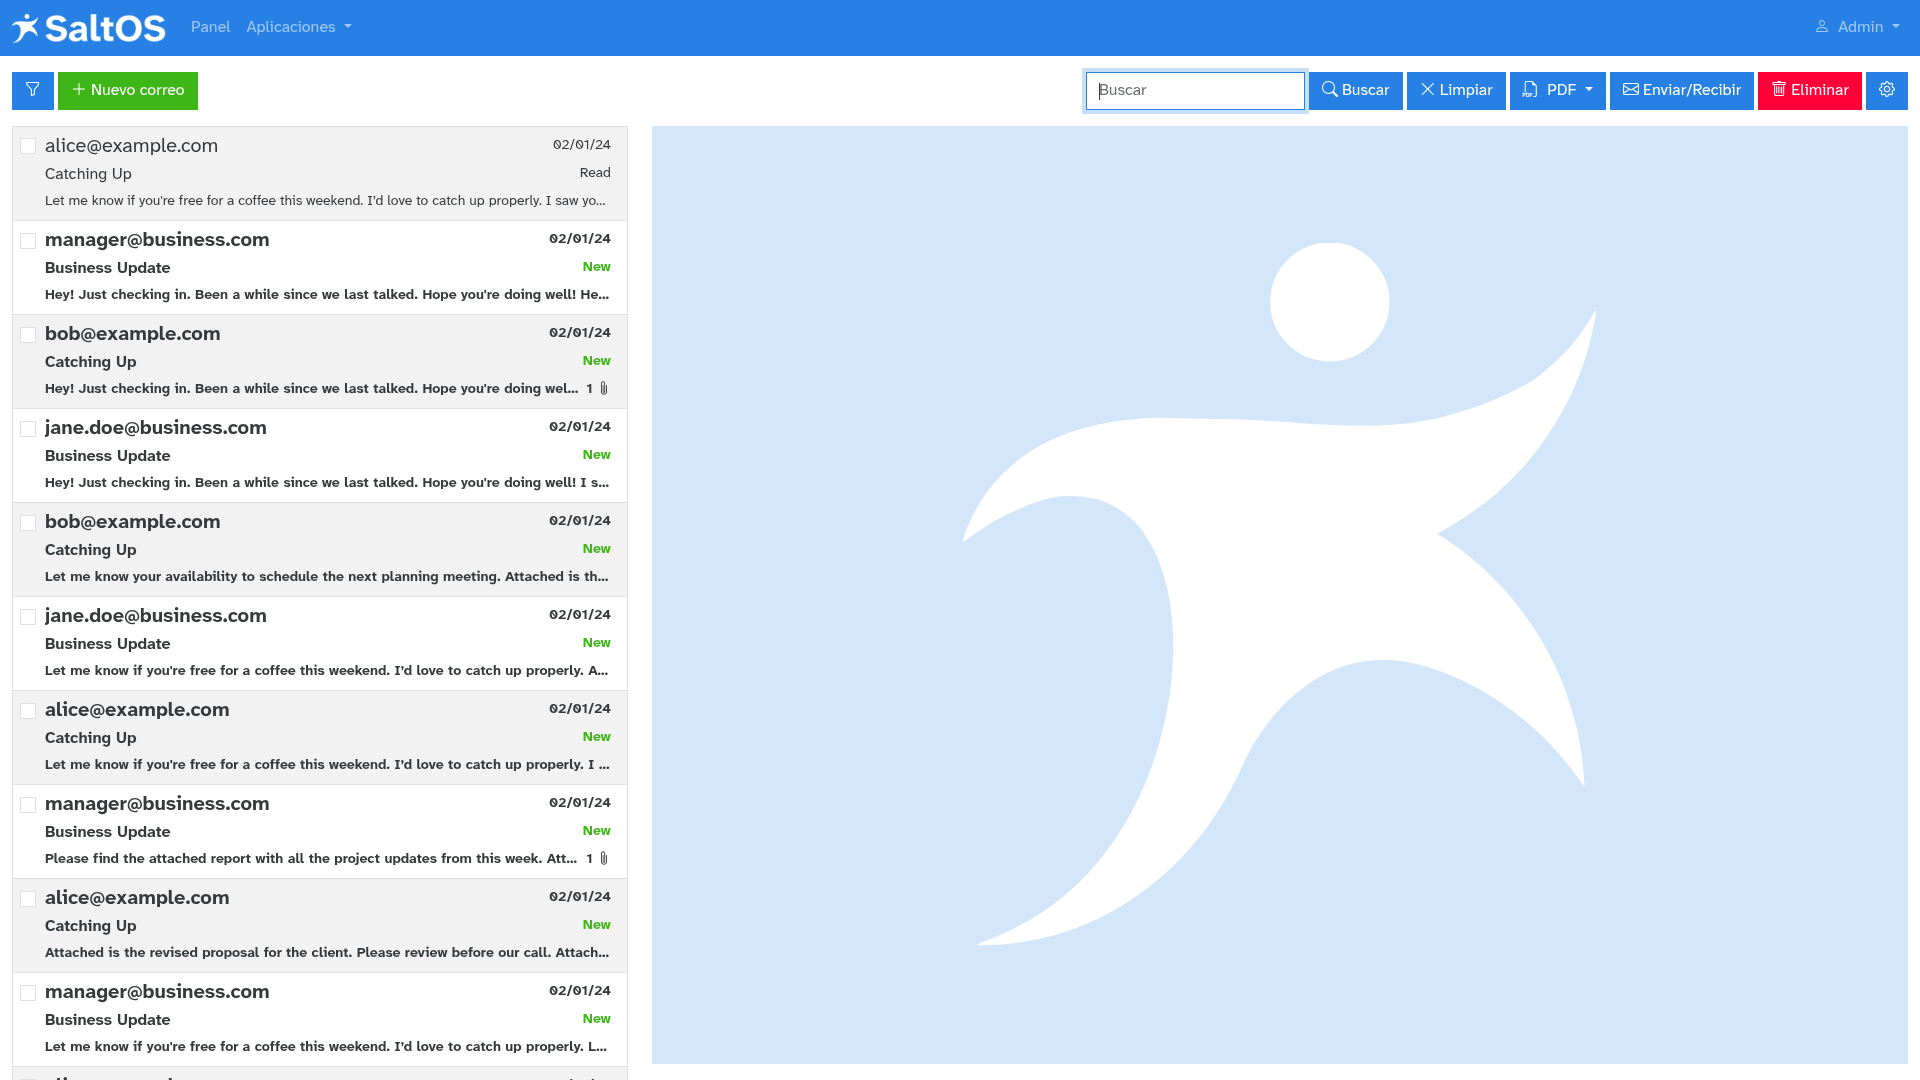 SaltOS Panel Aplicaciones Admin
Nuevo correo Buscar Buscar Limpiar PDF Enviar/Recibir Eliminar
alice@example.com 02/01/24
Catching Up Read
Let me know if you're free for a coffee this weekend. I'd love to catch up properly. I saw yo...
manager@business.com 02/01/24
Business Update New
Hey! Just checking in. Been a while since we last talked. Hope you're doing well! He...
bob@example.com 02/01/24
Catching Up New
Hey! Just checking in. Been a while since we last talked. Hope you're doing wel... 1
jane.doe@business.com 02/01/24
Business Update New
Hey! Just checking in. Been a while since we last talked. Hope you're doing well! I s...
bob@example.com 02/01/24
Catching Up New
Let me know your availability to schedule the next planning meeting. Attached is th...
jane.doe@business.com 02/01/24
Business Update New
Let me know if you're free for a coffee this weekend. I'd love to catch up properly. A...
alice@example.com 02/01/24
Catching Up New
Let me know if you're free for a coffee this weekend. I'd love to catch up properly. I ...
manager@business.com 02/01/24
Business Update New
Please find the attached report with all the project updates from this week. Att... 1
alice@example.com 02/01/24
Catching Up New
Attached is the revised proposal for the client. Please review before our call. Attach...
manager@business.com 02/01/24
Business Update New
Let me know if you're free for a coffee this weekend. I'd love to catch up properly. L...